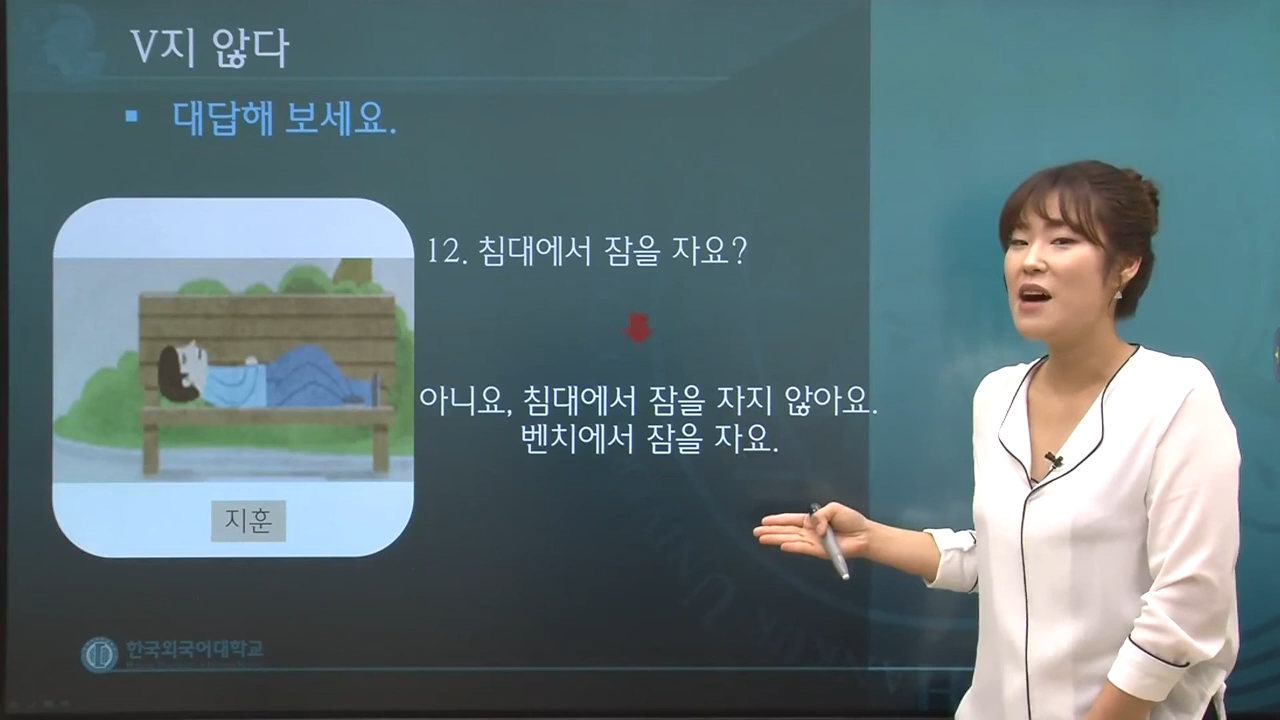 V지 않다
대답해 보세요.
12. 침대에서 잠을 자요?
아니요, 침대에서 잠을 자지 않아요.
벤치에서 잠을 자요.
지훈
한국외국어대학교